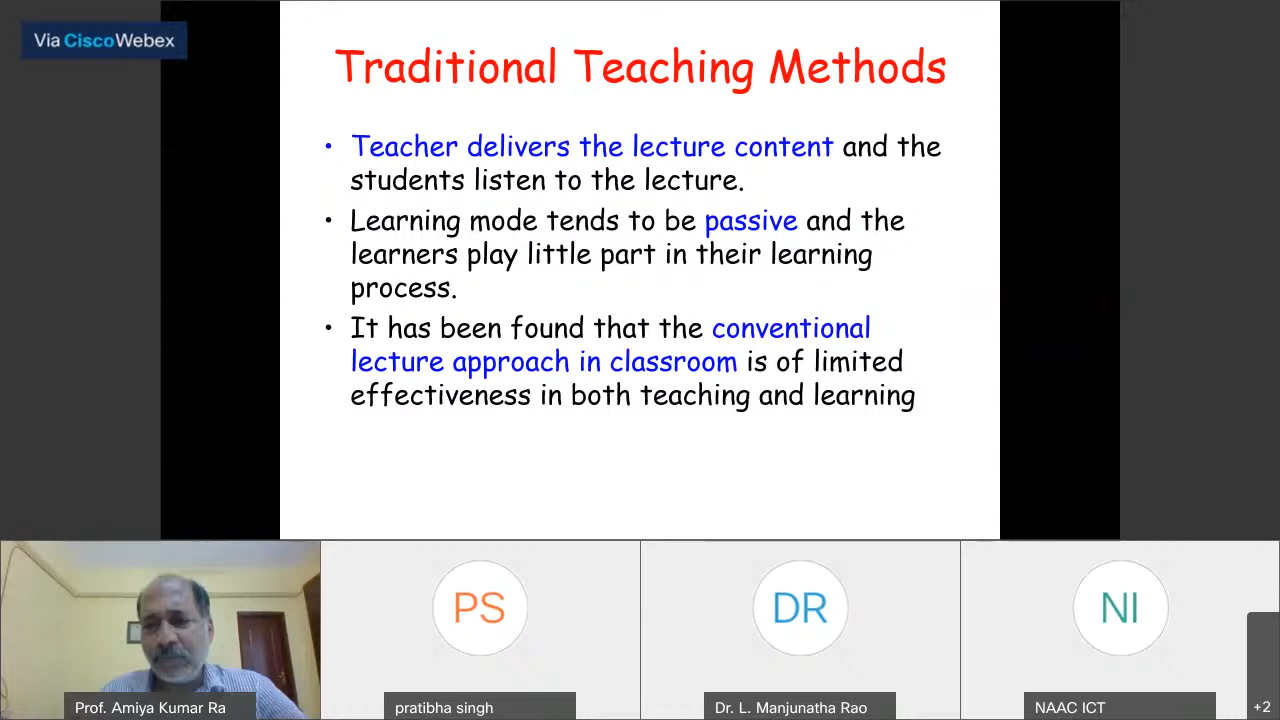 Via CiscoWebex
Traditional Teaching Methods
• Teacher delivers the lecture content and the
students listen to the lecture.
• Learning mode tends to be passive and the
learners play little part in their learning
process.
• It has been found that the conventional
lecture approach in classroom is of limited
effectiveness in both teaching and learning
PS
DR
NI
Prof. Amiya Kumar Ra
pratibha singh
Dr. L. Manjunatha Rao
NAAC ICT
+2